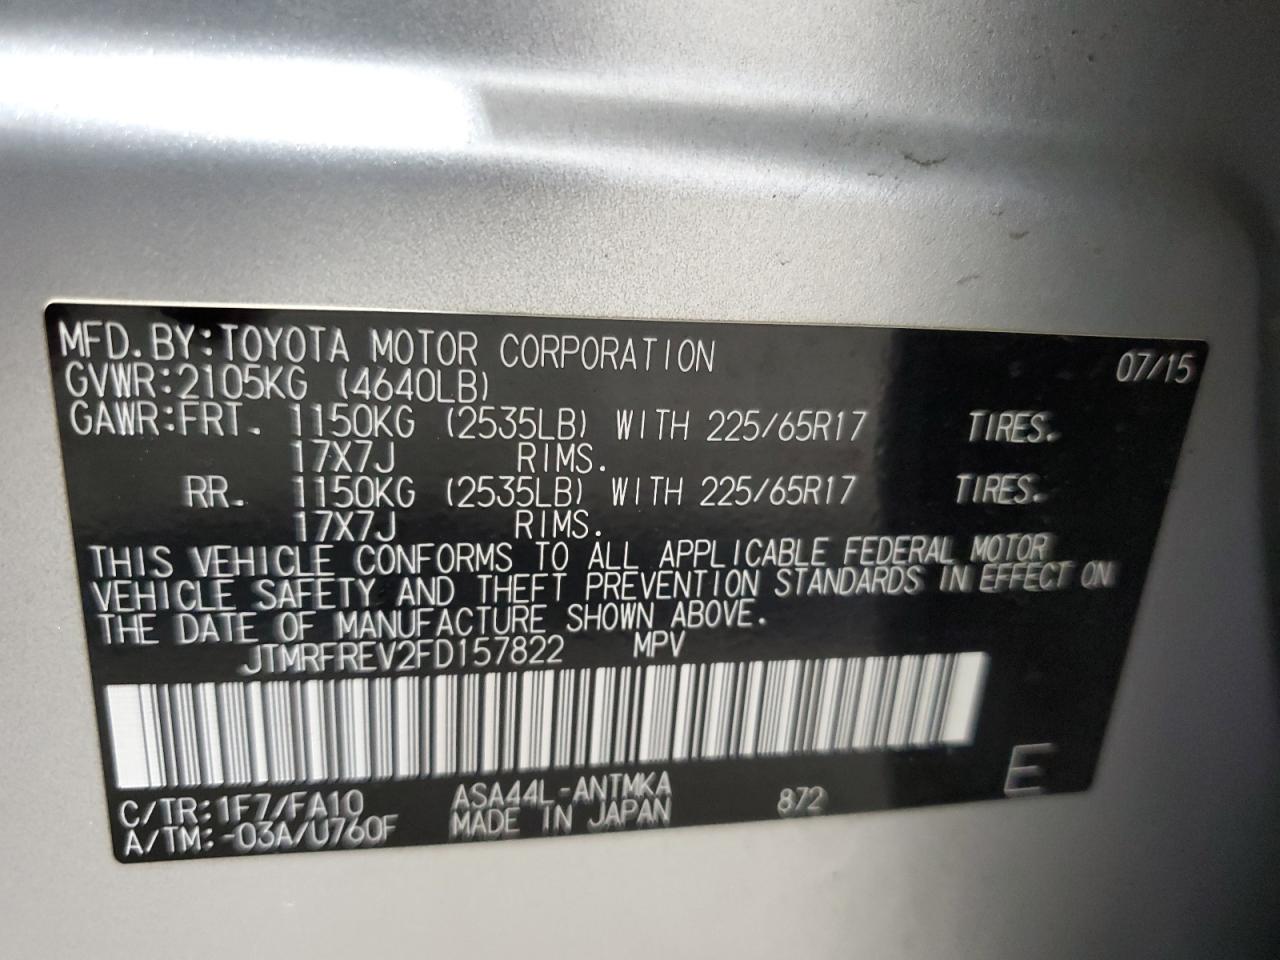 MFD. BY: TOYOTA MOTOR CORPORATION 07/15
GVWR: 2105KG (4640LB)
GAWR: FRT. 1150KG (2535LB) WITH 225/65R17 TIRES.
17X7J RIMS.
RR. 1150KG (2535LB) WITH 225/65R17 TIRES.
17X7J RIMS.
THIS VEHICLE CONFORMS TO ALL APPLICABLE FEDERAL MOTOR
VEHICLE SAFETY AND THEFT PREVENTION STANDARDS IN EFFECT ON
THE DATE OF MANUFACTURE SHOWN ABOVE.
JTMRFREV2FD157822 MPV
C/TR: 1F7/FA10 ASA44L-ANTMKA 872 E
A/TM: -03A/U760F MADE IN JAPAN